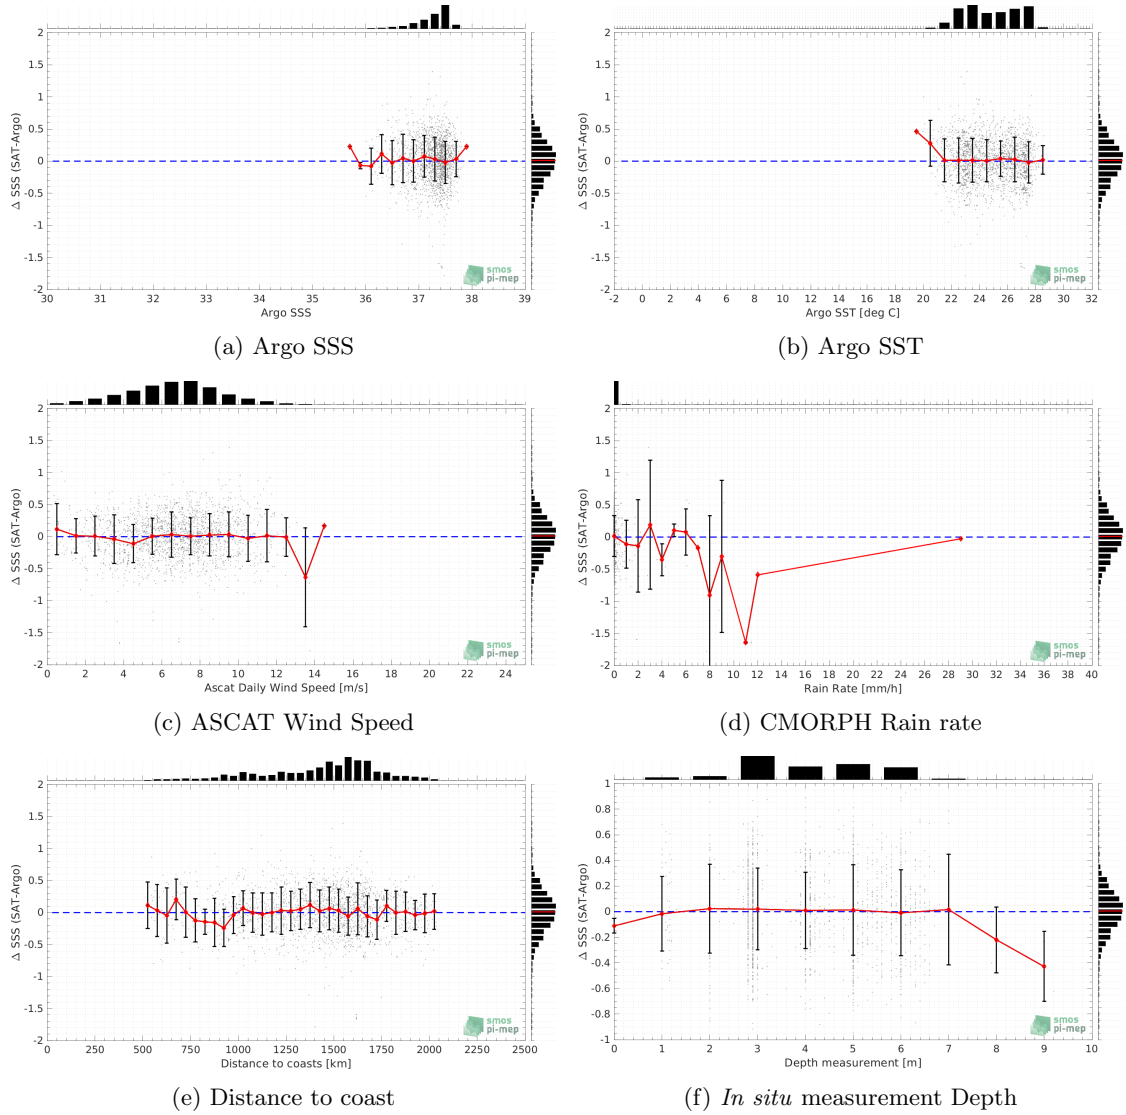 2
1.5
1
0.5
0
-0.5
-1
-1.5
-2
Δ SSS (SAT-Argo)
30 31 32 33 34 35 36 37 38 39
Argo SSS
smos
pi-mep
(a) Argo SSS
2
1.5
1
0.5
0
-0.5
-1
-1.5
-2
Δ SSS (SAT-Argo)
-2 0 2 4 6 8 10 12 14 16 18 20 22 24 26 28 30 32
Argo SST [deg C]
smos
pi-mep
(b) Argo SST
2
1.5
1
0.5
0
-0.5
-1
-1.5
-2
Δ SSS (SAT-Argo)
0 2 4 6 8 10 12 14 16 18 20 22 24
Ascat Daily Wind Speed [m/s]
smos
pi-mep
(c) ASCAT Wind Speed
2
1.5
1
0.5
0
-0.5
-1
-1.5
-2
Δ SSS (SAT-Argo)
0 2 4 6 8 10 12 14 16 18 20 22 24 26 28 30 32 34 36 38 40
Rain Rate [mm/h]
smos
pi-mep
(d) CMORPH Rain rate
2
1.5
1
0.5
0
-0.5
-1
-1.5
-2
Δ SSS (SAT-Argo)
0 250 500 750 1000 1250 1500 1750 2000 2250 2500
Distance to coasts [km]
smos
pi-mep
(e) Distance to coast
1
0.8
0.6
0.4
0.2
0
-0.2
-0.4
-0.6
-0.8
-1
Δ SSS (SAT-Argo)
0 1 2 3 4 5 6 7 8 9 10
Depth measurement [m]
smos
pi-mep
(f) In situ measurement Depth